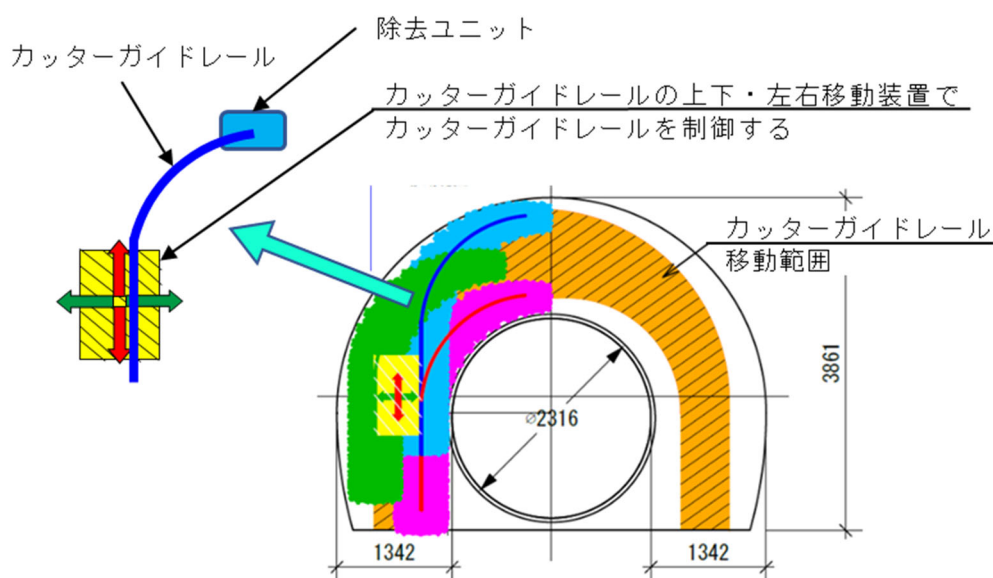 除去ユニット
カッターガイドレール
カッターガイドレールの上下・左右移動装置で
カッターガイドレールを制御する
カッターガイドレール
移動範囲
3861
⌀2316
1342
1342